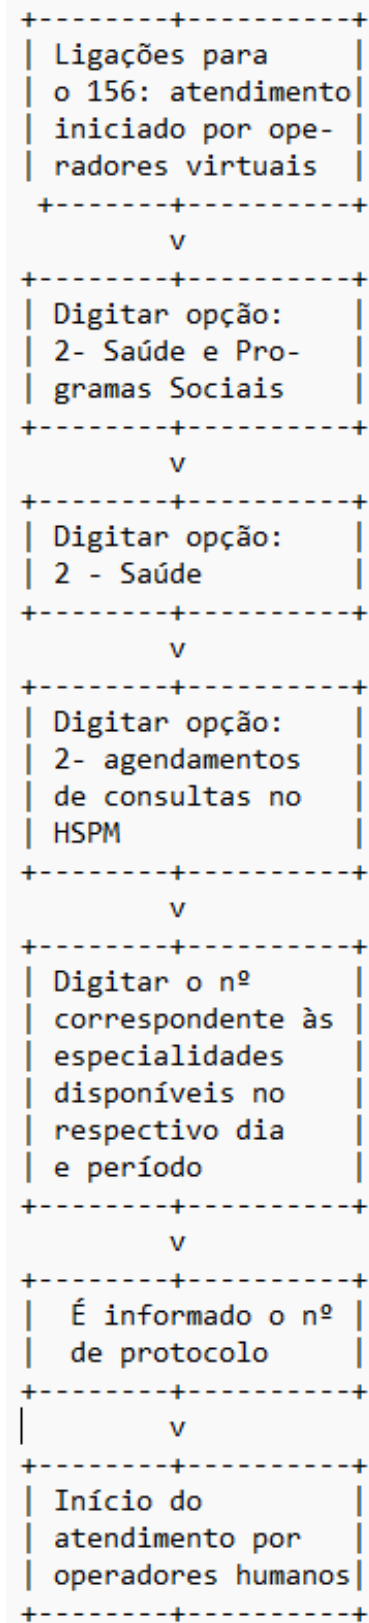 +--------+----------+
| Ligações para     |
| o 156: atendimento|
| iniciado por ope- |
| radores virtuais  |
 +-------+----------+
         v
+--------+----------+
| Digitar opção:    |
| 2- Saúde e Pro-   |
| gramas Sociais    |
+--------+----------+
         v
+--------+----------+
| Digitar opção:    |
| 2 - Saúde         |
+--------+----------+
         v
+--------+----------+
| Digitar opção:    |
| 2- agendamentos   |
| de consultas no   |
| HSPM              |
+--------+----------+
         v
+--------+----------+
| Digitar o nº      |
| correspondente às |
| especialidades    |
| disponíveis no    |
| respectivo dia    |
| e período         |
+--------+----------+
         v
+--------+----------+
|  É informado o nº |
|  de protocolo     |
+--------+----------+
         v
+--------+----------+
| Início do         |
| atendimento por   |
| operadores humanos|
+--------+----------+